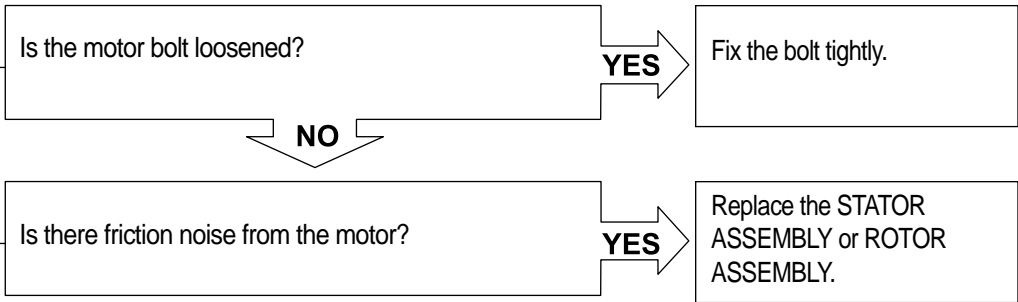 Is the motor bolt loosened?
YES
Fix the bolt tightly.
NO
Is there friction noise from the motor?
YES
Replace the STATOR
ASSEMBLY or ROTOR
ASSEMBLY.